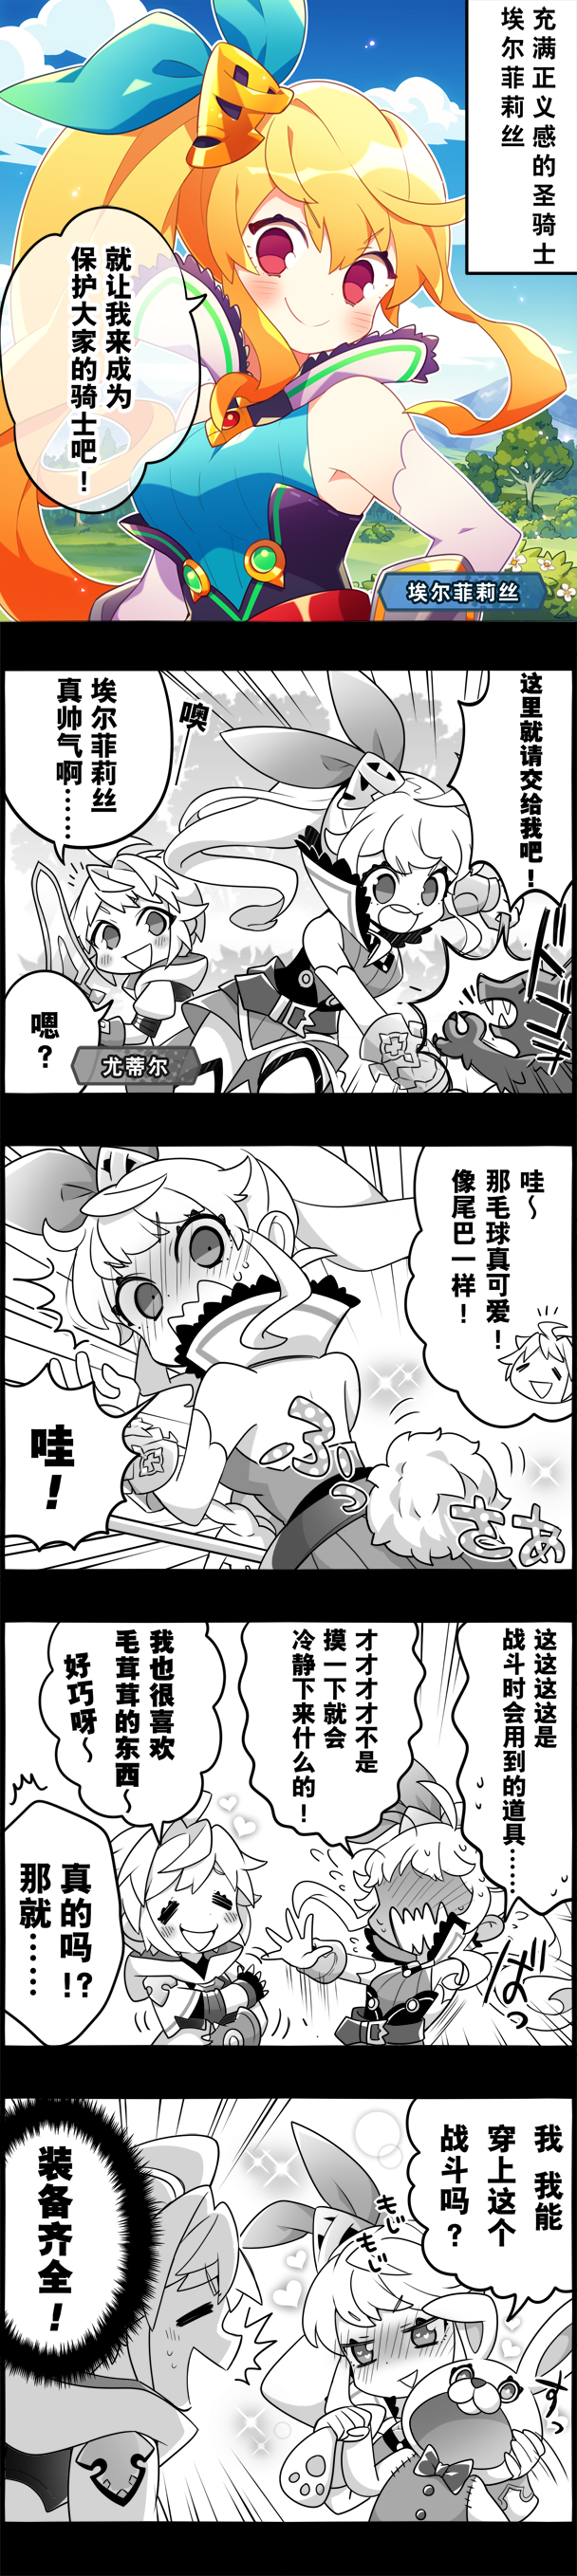 充满正义感的圣骑士
埃尔菲莉丝
就让我来成为
保护大家的骑士吧！
埃尔菲莉丝
这里就请交给我吧！
噢——
埃尔菲莉丝
真帅气啊……
嗯？
尤蒂尔
哇～
那毛球真可爱！
像尾巴一样！
ふぁさぁっ
哇！
这这这这是
战斗时会用到的道具……
才才才才不是
摸一下就会
冷静下来什么的！
ばっ
我也很喜欢
毛茸茸的东西～
好巧呀～
真的吗！？
那就……
我 我能
穿上这个
战斗吗？
もじ
もじ
すっ
装备齐全！